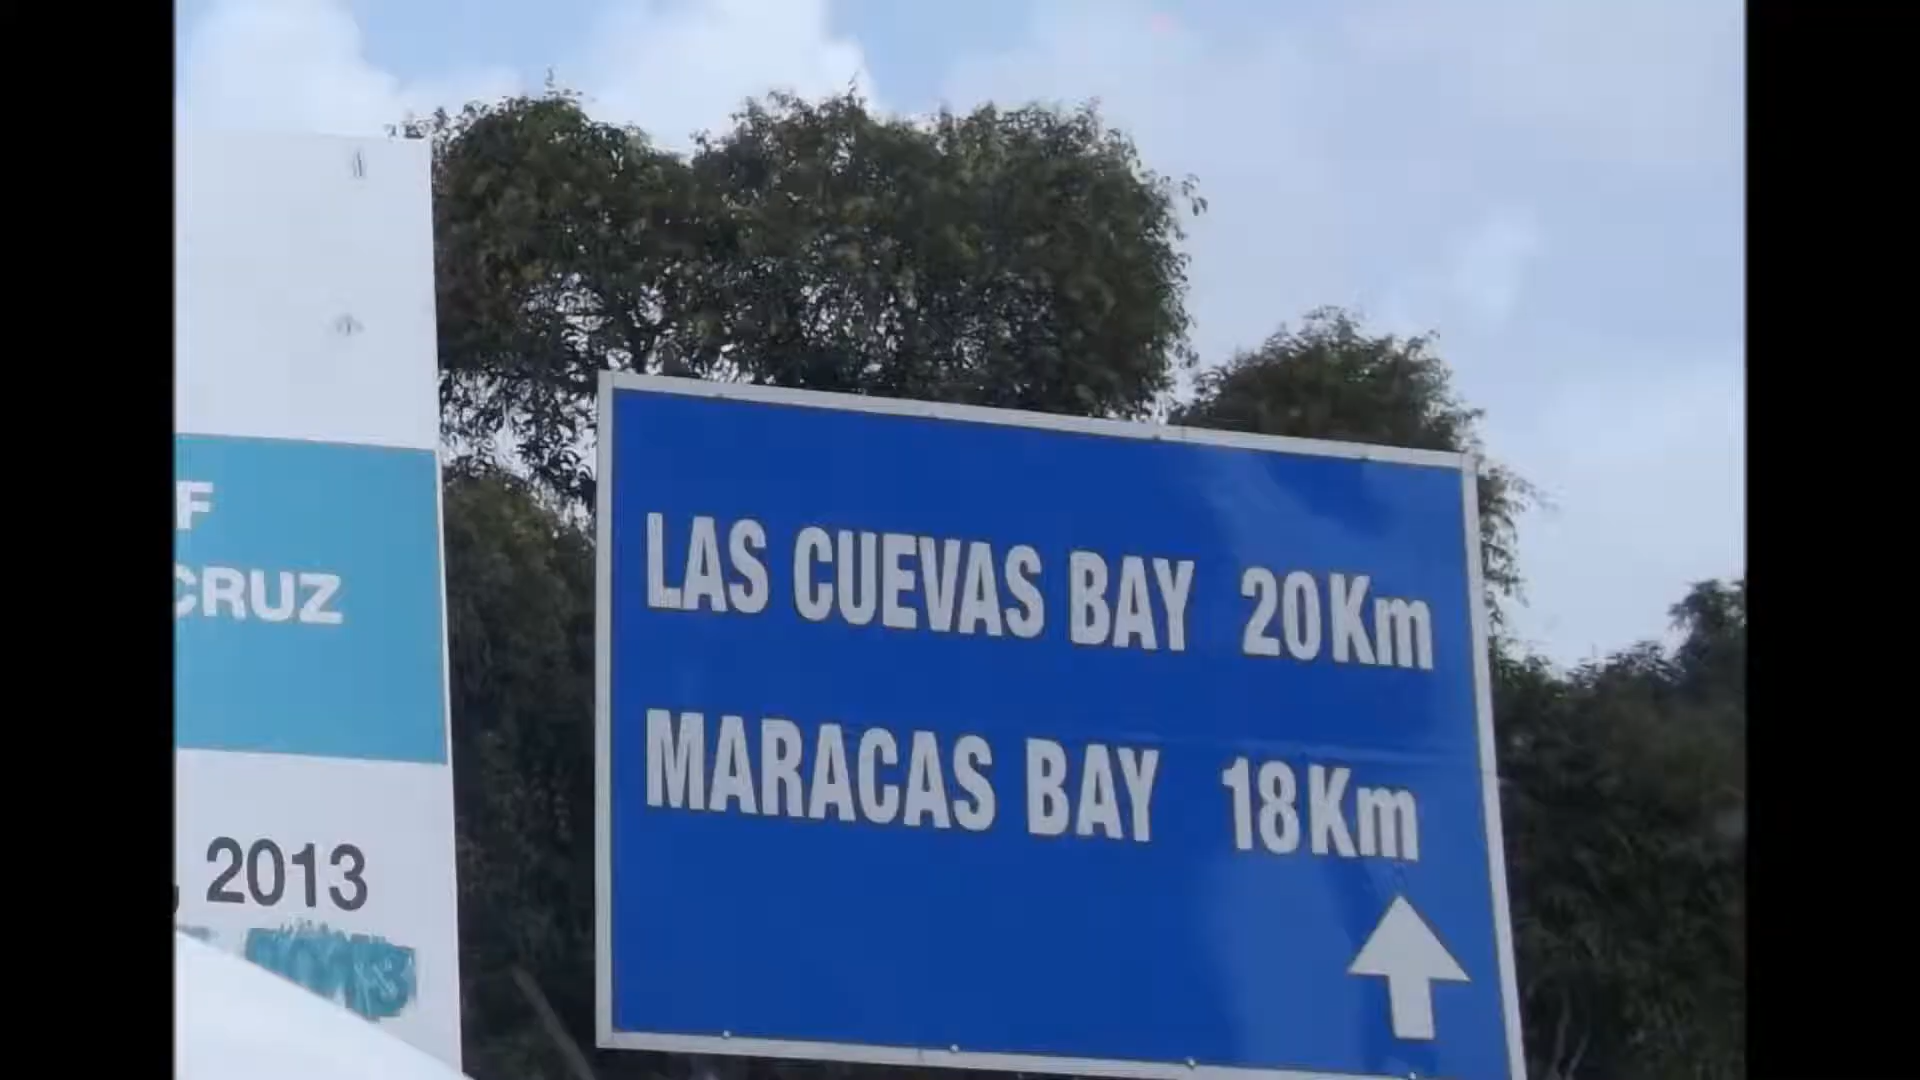 F
CRUZ
, 2013
LAS CUEVAS BAY 20Km
MARACAS BAY 18Km